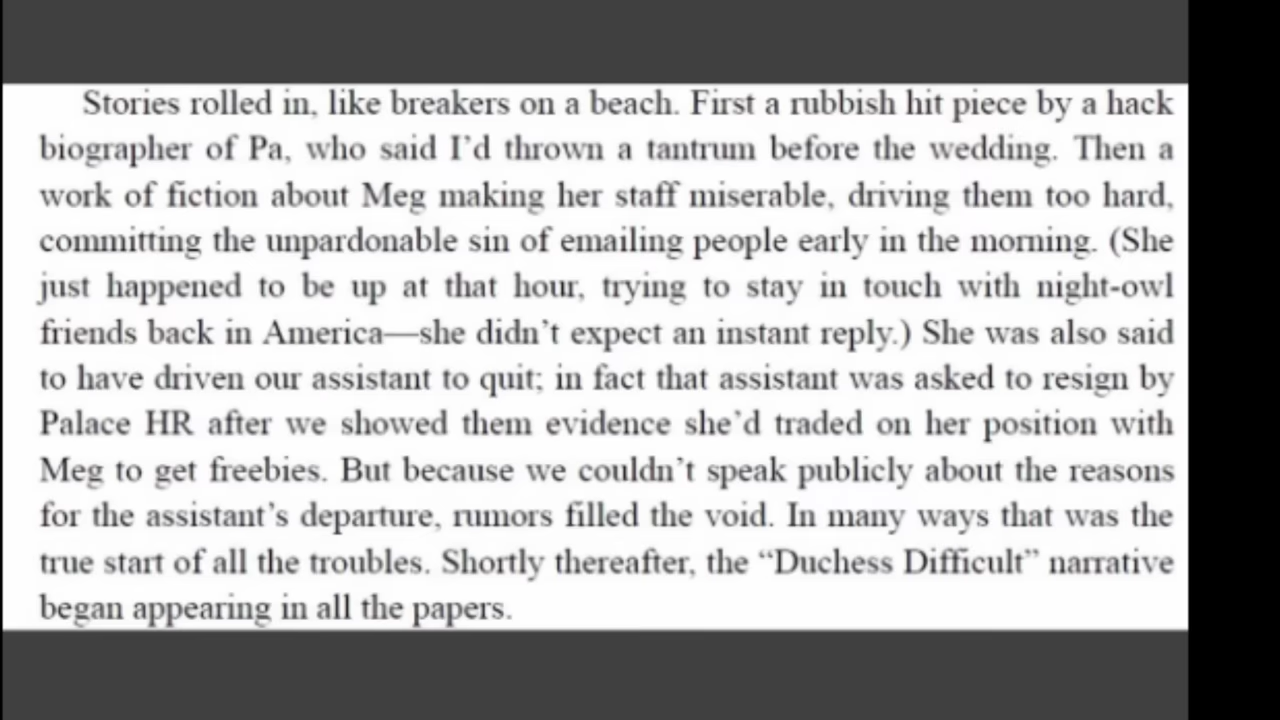 Stories rolled in, like breakers on a beach. First a rubbish hit piece by a hack
biographer of Pa, who said I’d thrown a tantrum before the wedding. Then a
work of fiction about Meg making her staff miserable, driving them too hard,
committing the unpardonable sin of emailing people early in the morning. (She
just happened to be up at that hour, trying to stay in touch with night-owl
friends back in America—she didn’t expect an instant reply.) She was also said
to have driven our assistant to quit; in fact that assistant was asked to resign by
Palace HR after we showed them evidence she’d traded on her position with
Meg to get freebies. But because we couldn’t speak publicly about the reasons
for the assistant’s departure, rumors filled the void. In many ways that was the
true start of all the troubles. Shortly thereafter, the “Duchess Difficult” narrative
began appearing in all the papers.